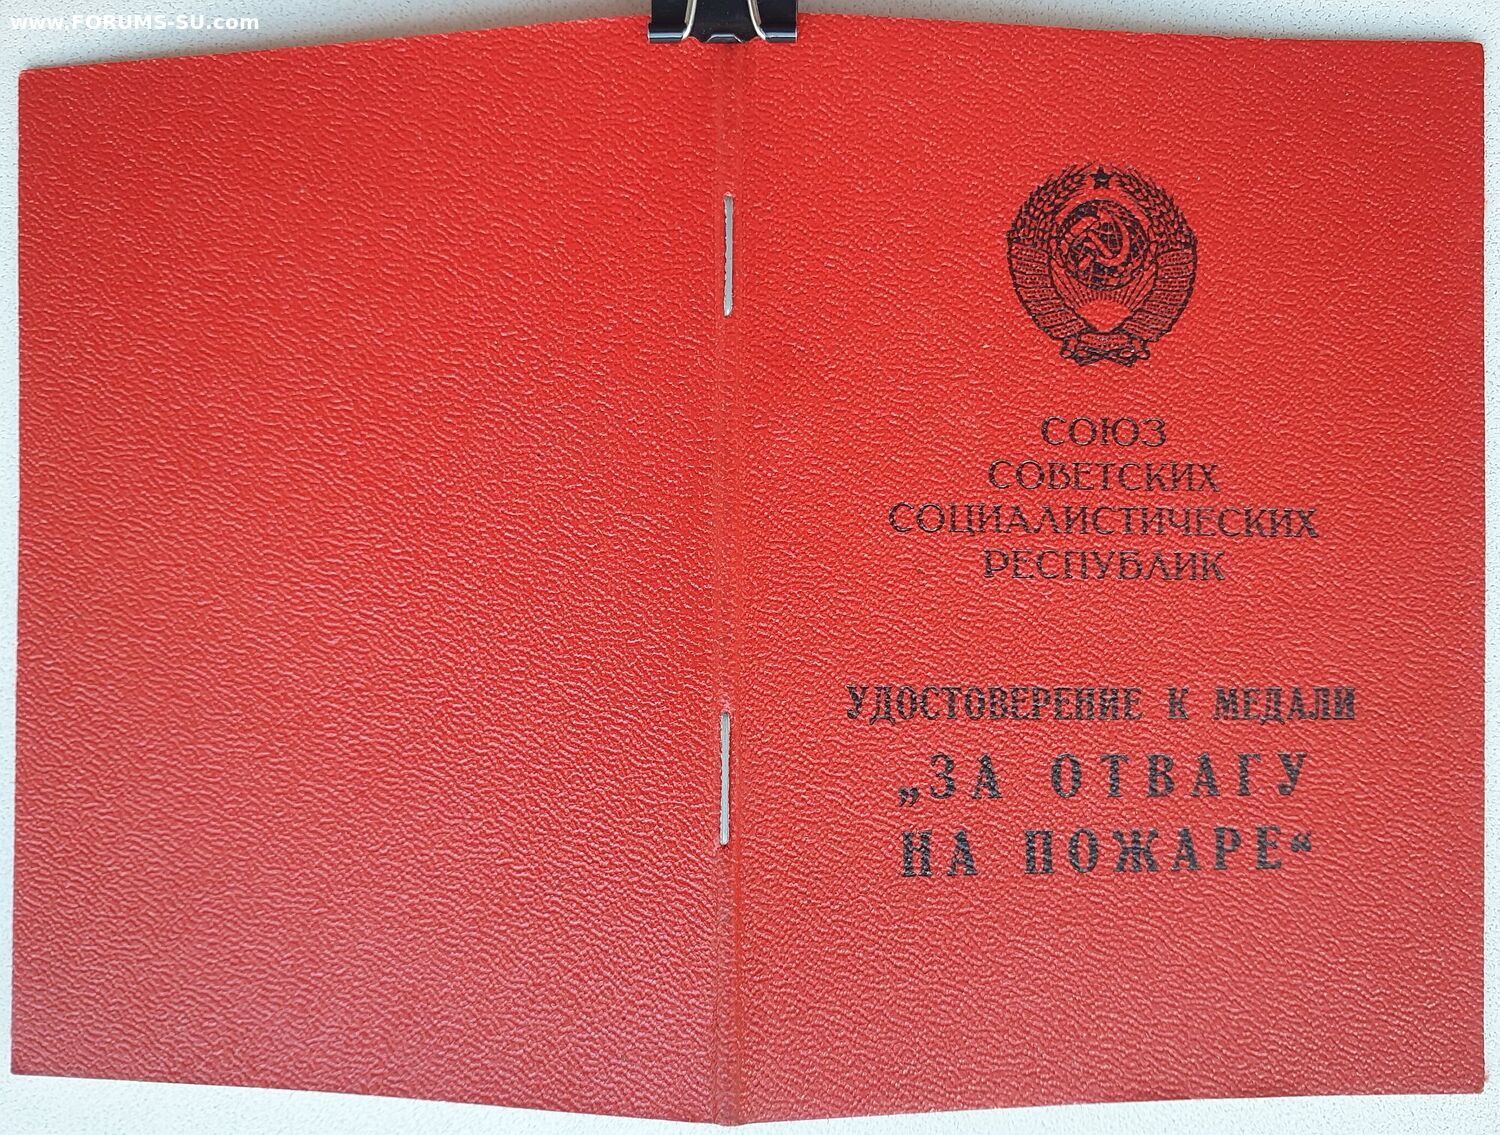 www.FORUMS-SU.com
СОЮЗ
СОВЕТСКИХ
СОЦИАЛИСТИЧЕСКИХ
РЕСПУБЛИК
УДОСТОВЕРЕНИЕ К МЕДАЛИ
„ЗА ОТВАГУ
НА ПОЖАРЕ“